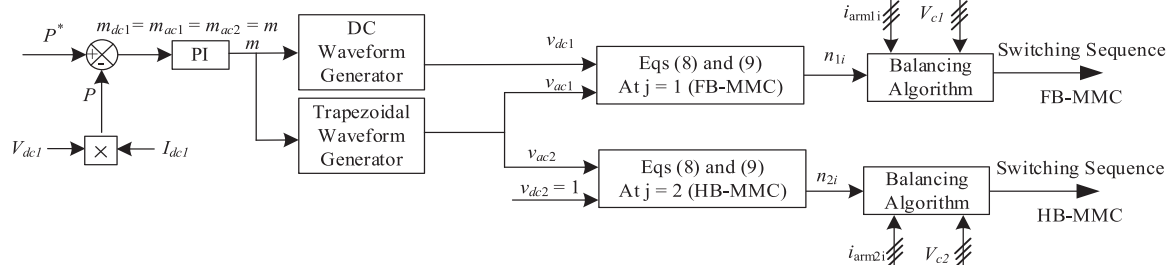 P*
m_dc1 = m_ac1 = m_ac2 = m
+
-
PI
m
P
V_dc1
×
I_dc1
DC
Waveform
Generator
Trapezoidal
Waveform
Generator
v_dc1
v_ac1
v_ac2
v_dc2 = 1
Eqs (8) and (9)
At j = 1 (FB-MMC)
Eqs (8) and (9)
At j = 2 (HB-MMC)
n_1i
n_2i
i_arm1i
V_c1
Balancing
Algorithm
Switching Sequence
FB-MMC
Balancing
Algorithm
Switching Sequence
HB-MMC
i_arm2i
V_c2